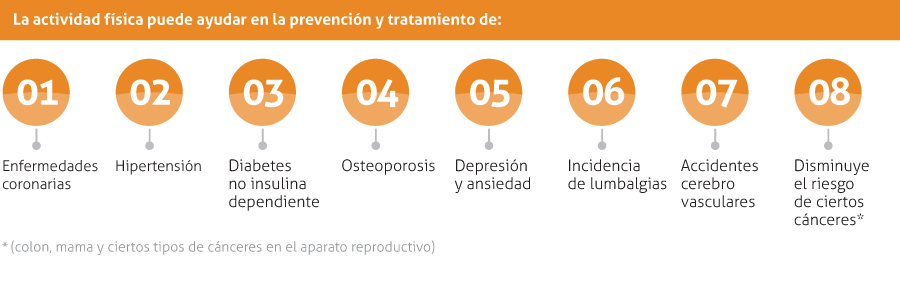 La actividad física puede ayudar en la prevención y tratamiento de:
01
Enfermedades
coronarias
02
Hipertensión
03
Diabetes
no insulina
dependiente
04
Osteoporosis
05
Depresión
y ansiedad
06
Incidencia
de lumbalgias
07
Accidentes
cerebro
vasculares
08
Disminuye
el riesgo
de ciertos
cánceres*
* (colon, mama y ciertos tipos de cánceres en el aparato reproductivo)